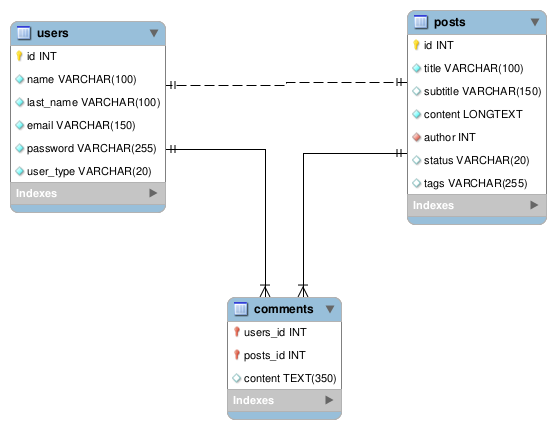 users
id INT
name VARCHAR(100)
last_name VARCHAR(100)
email VARCHAR(150)
password VARCHAR(255)
user_type VARCHAR(20)
Indexes
posts
id INT
title VARCHAR(100)
subtitle VARCHAR(150)
content LONGTEXT
author INT
status VARCHAR(20)
tags VARCHAR(255)
Indexes
comments
users_id INT
posts_id INT
content TEXT(350)
Indexes